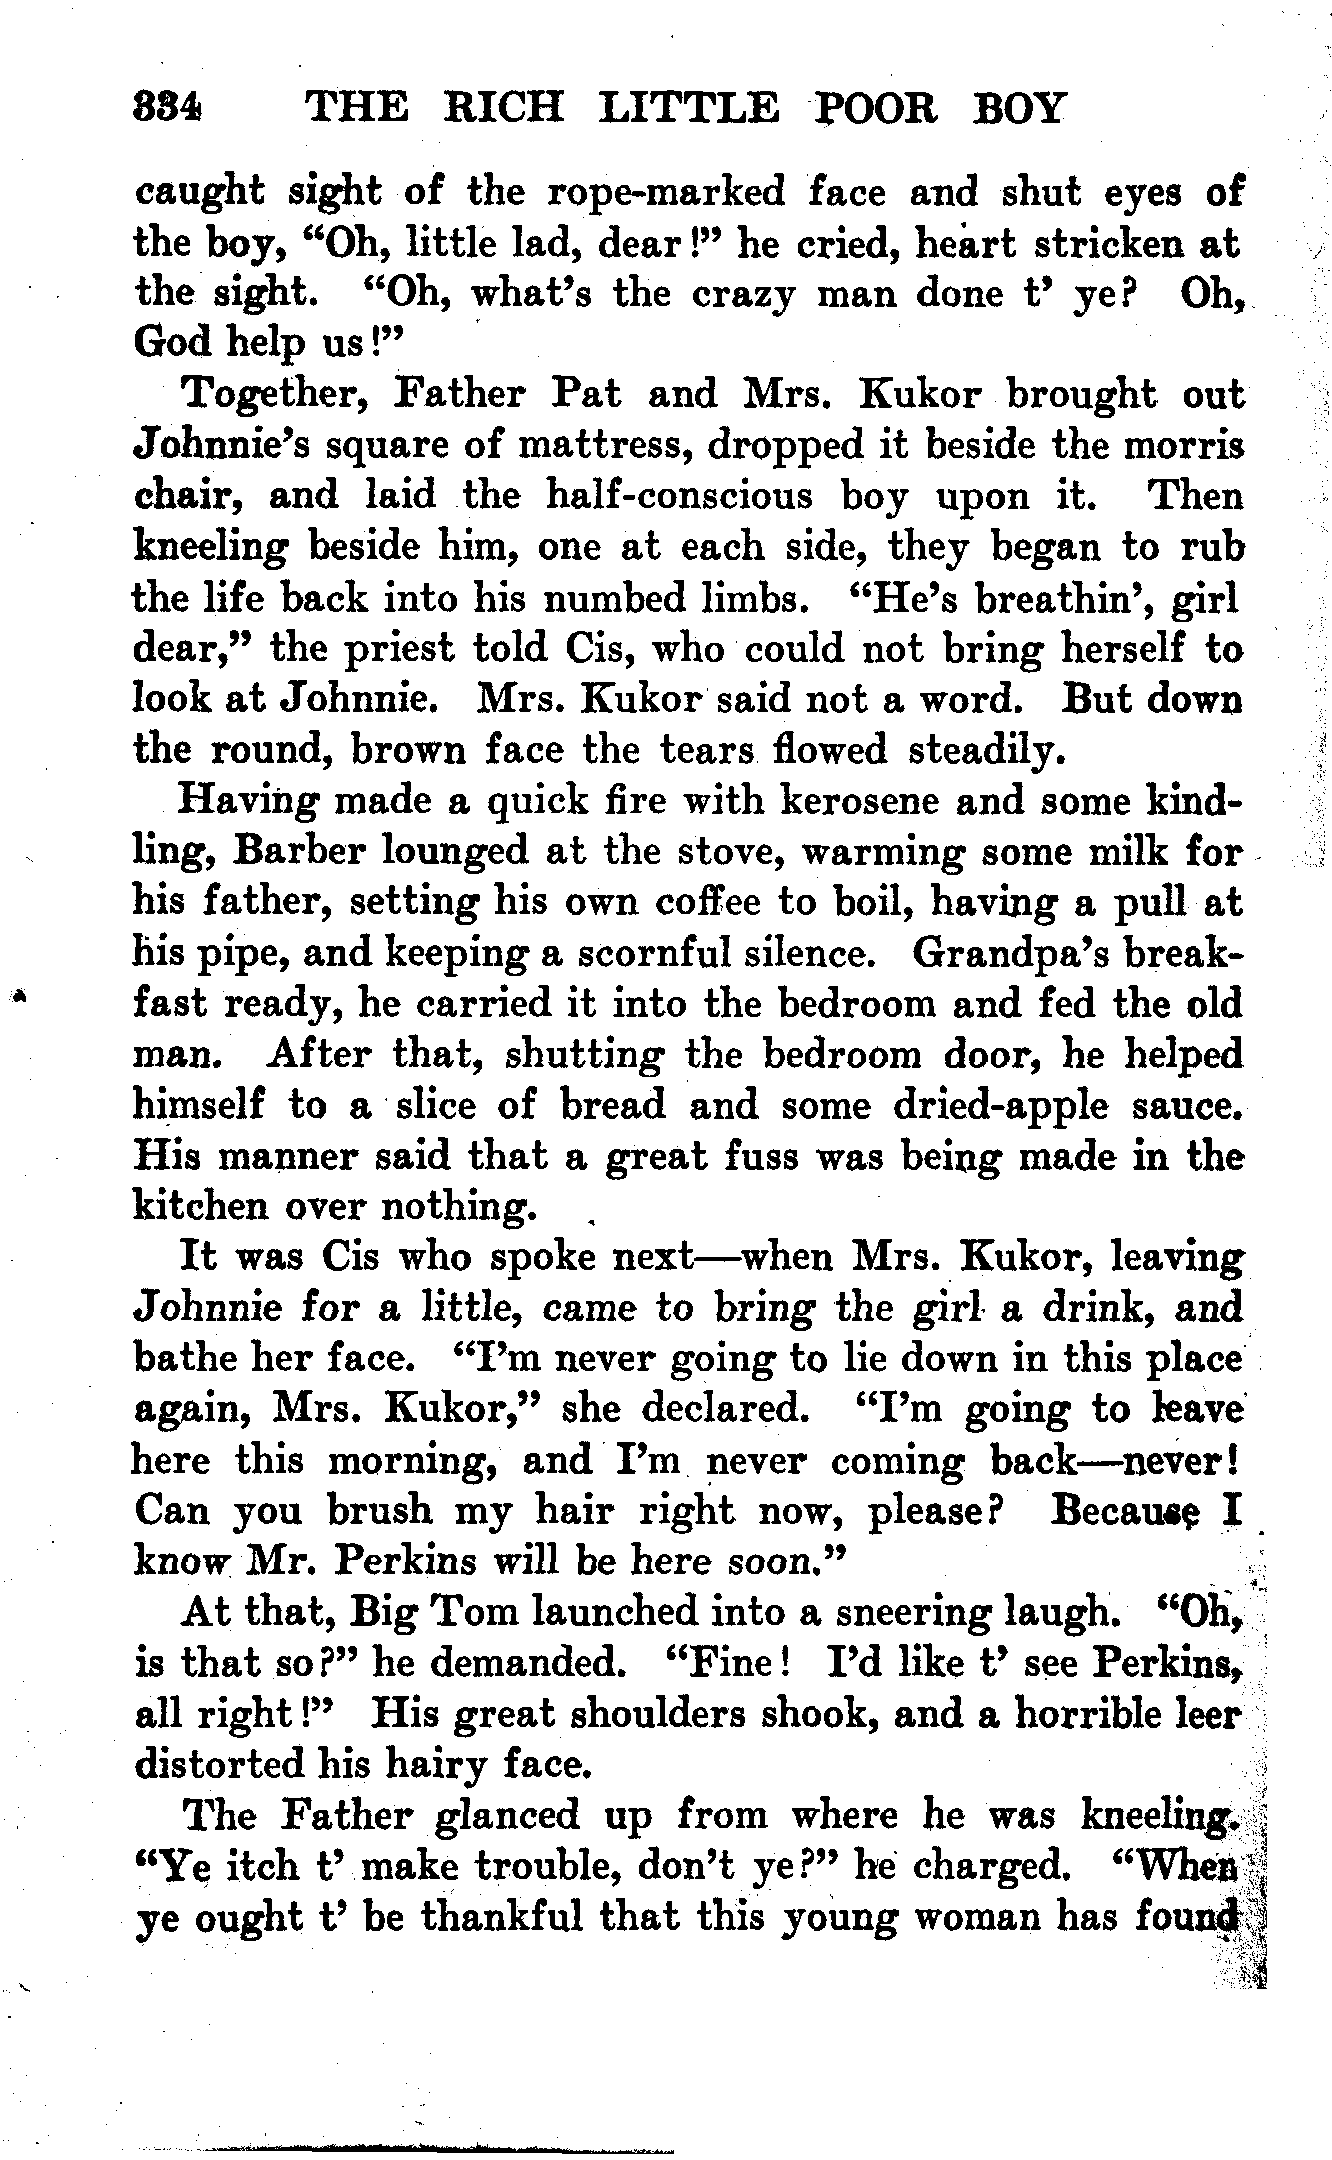 334 THE RICH LITTLE POOR BOY
caught sight of the rope-marked face and shut eyes of
the boy, “Oh, little lad, dear!” he cried, heart stricken at
the sight. “Oh, what’s the crazy man done t’ ye? Oh,
God help us!”
Together, Father Pat and Mrs. Kukor brought out
Johnnie’s square of mattress, dropped it beside the morris
chair, and laid the half-conscious boy upon it. Then
kneeling beside him, one at each side, they began to rub
the life back into his numbed limbs. “He’s breathin’, girl
dear,” the priest told Cis, who could not bring herself to
look at Johnnie. Mrs. Kukor said not a word. But down
the round, brown face the tears flowed steadily.
Having made a quick fire with kerosene and some kind-
ling, Barber lounged at the stove, warming some milk for
his father, setting his own coffee to boil, having a pull at
his pipe, and keeping a scornful silence. Grandpa’s break-
fast ready, he carried it into the bedroom and fed the old
man. After that, shutting the bedroom door, he helped
himself to a slice of bread and some dried-apple sauce.
His manner said that a great fuss was being made in the
kitchen over nothing.
It was Cis who spoke next—when Mrs. Kukor, leaving
Johnnie for a little, came to bring the girl a drink, and
bathe her face. “I’m never going to lie down in this place
again, Mrs. Kukor,” she declared. “I’m going to leave
here this morning, and I’m never coming back—never!
Can you brush my hair right now, please? Because I
know Mr. Perkins will be here soon.”
At that, Big Tom launched into a sneering laugh. “Oh,
is that so?” he demanded. “Fine! I’d like t’ see Perkins,
all right!” His great shoulders shook, and a horrible leer
distorted his hairy face.
The Father glanced up from where he was kneeling.
“Ye itch t’ make trouble, don’t ye?” he charged. “When
ye ought t’ be thankful that this young woman has found